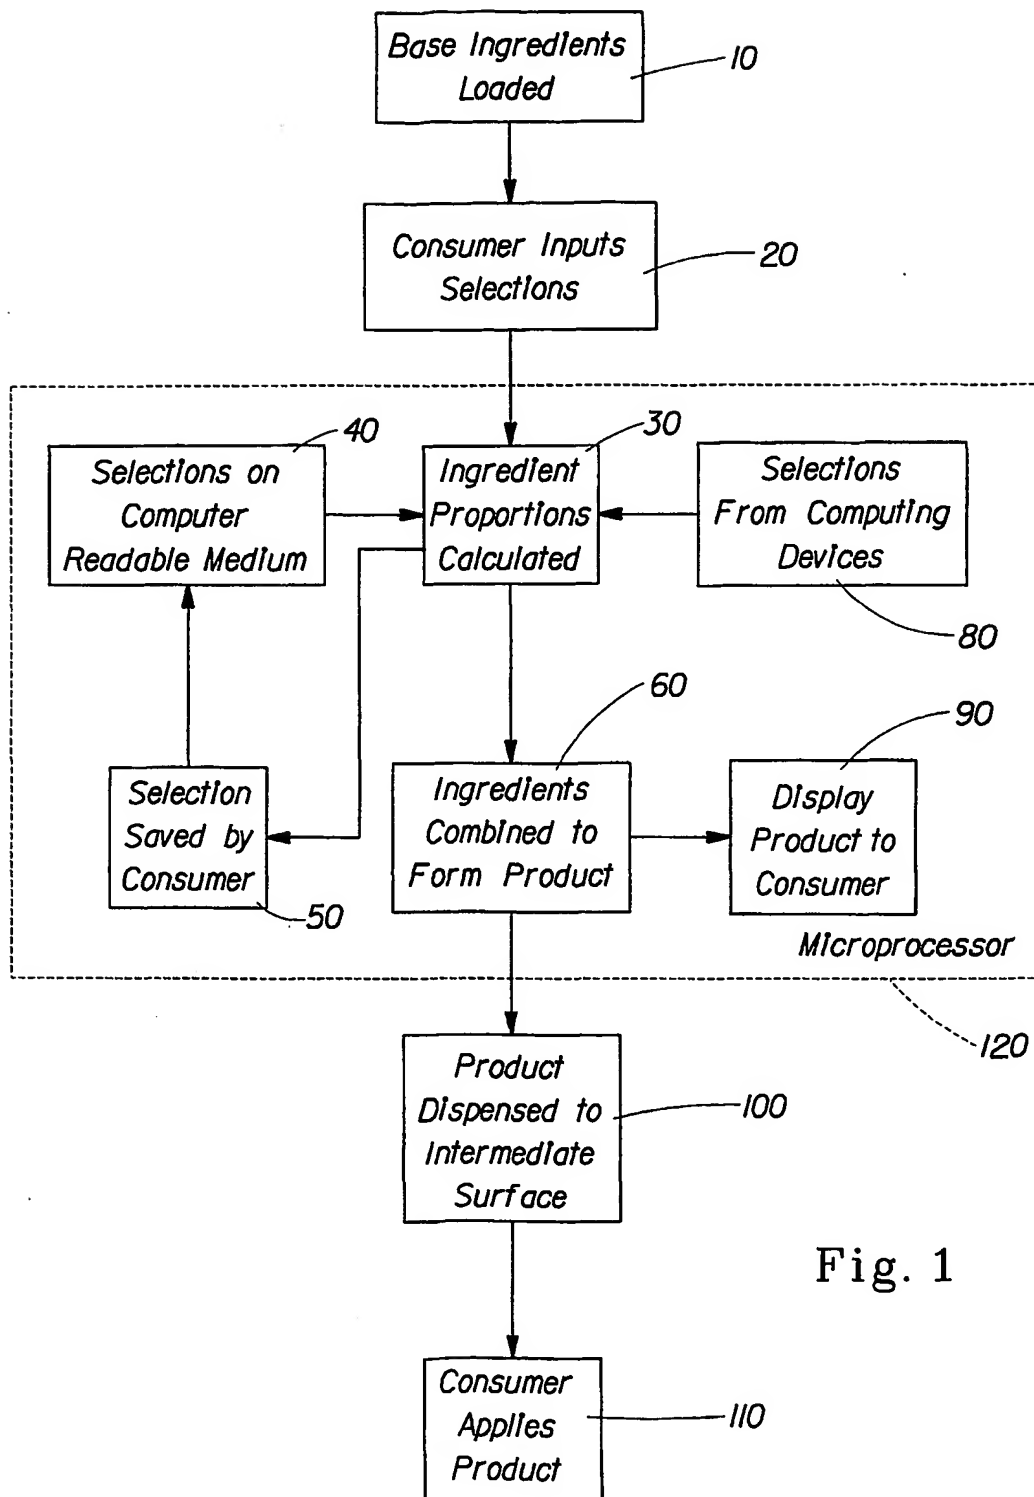 Base Ingredients
Loaded
10
Consumer Inputs
Selections
20
40
Selections on
Computer
Readable Medium
30
Ingredient
Proportions
Calculated
Selections
From Computing
Devices
80
60
90
Selection
Saved by
Consumer
50
Ingredients
Combined to
Form Product
Display
Product to
Consumer
Microprocessor
120
Product
Dispensed to
Intermediate
Surface
100
Fig. 1
Consumer
Applies
Product
110